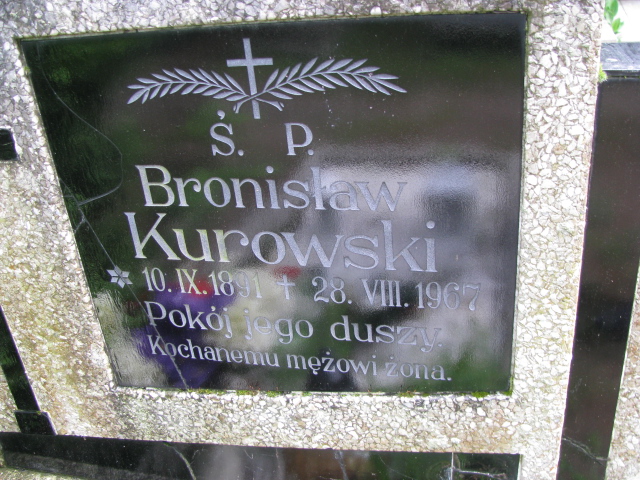 Ś. P.
Bronisław
Kurowski
* 10. IX. 1891 † 28. VIII. 1967
Pokój jego duszy.
Kochanemu mężowi żona.